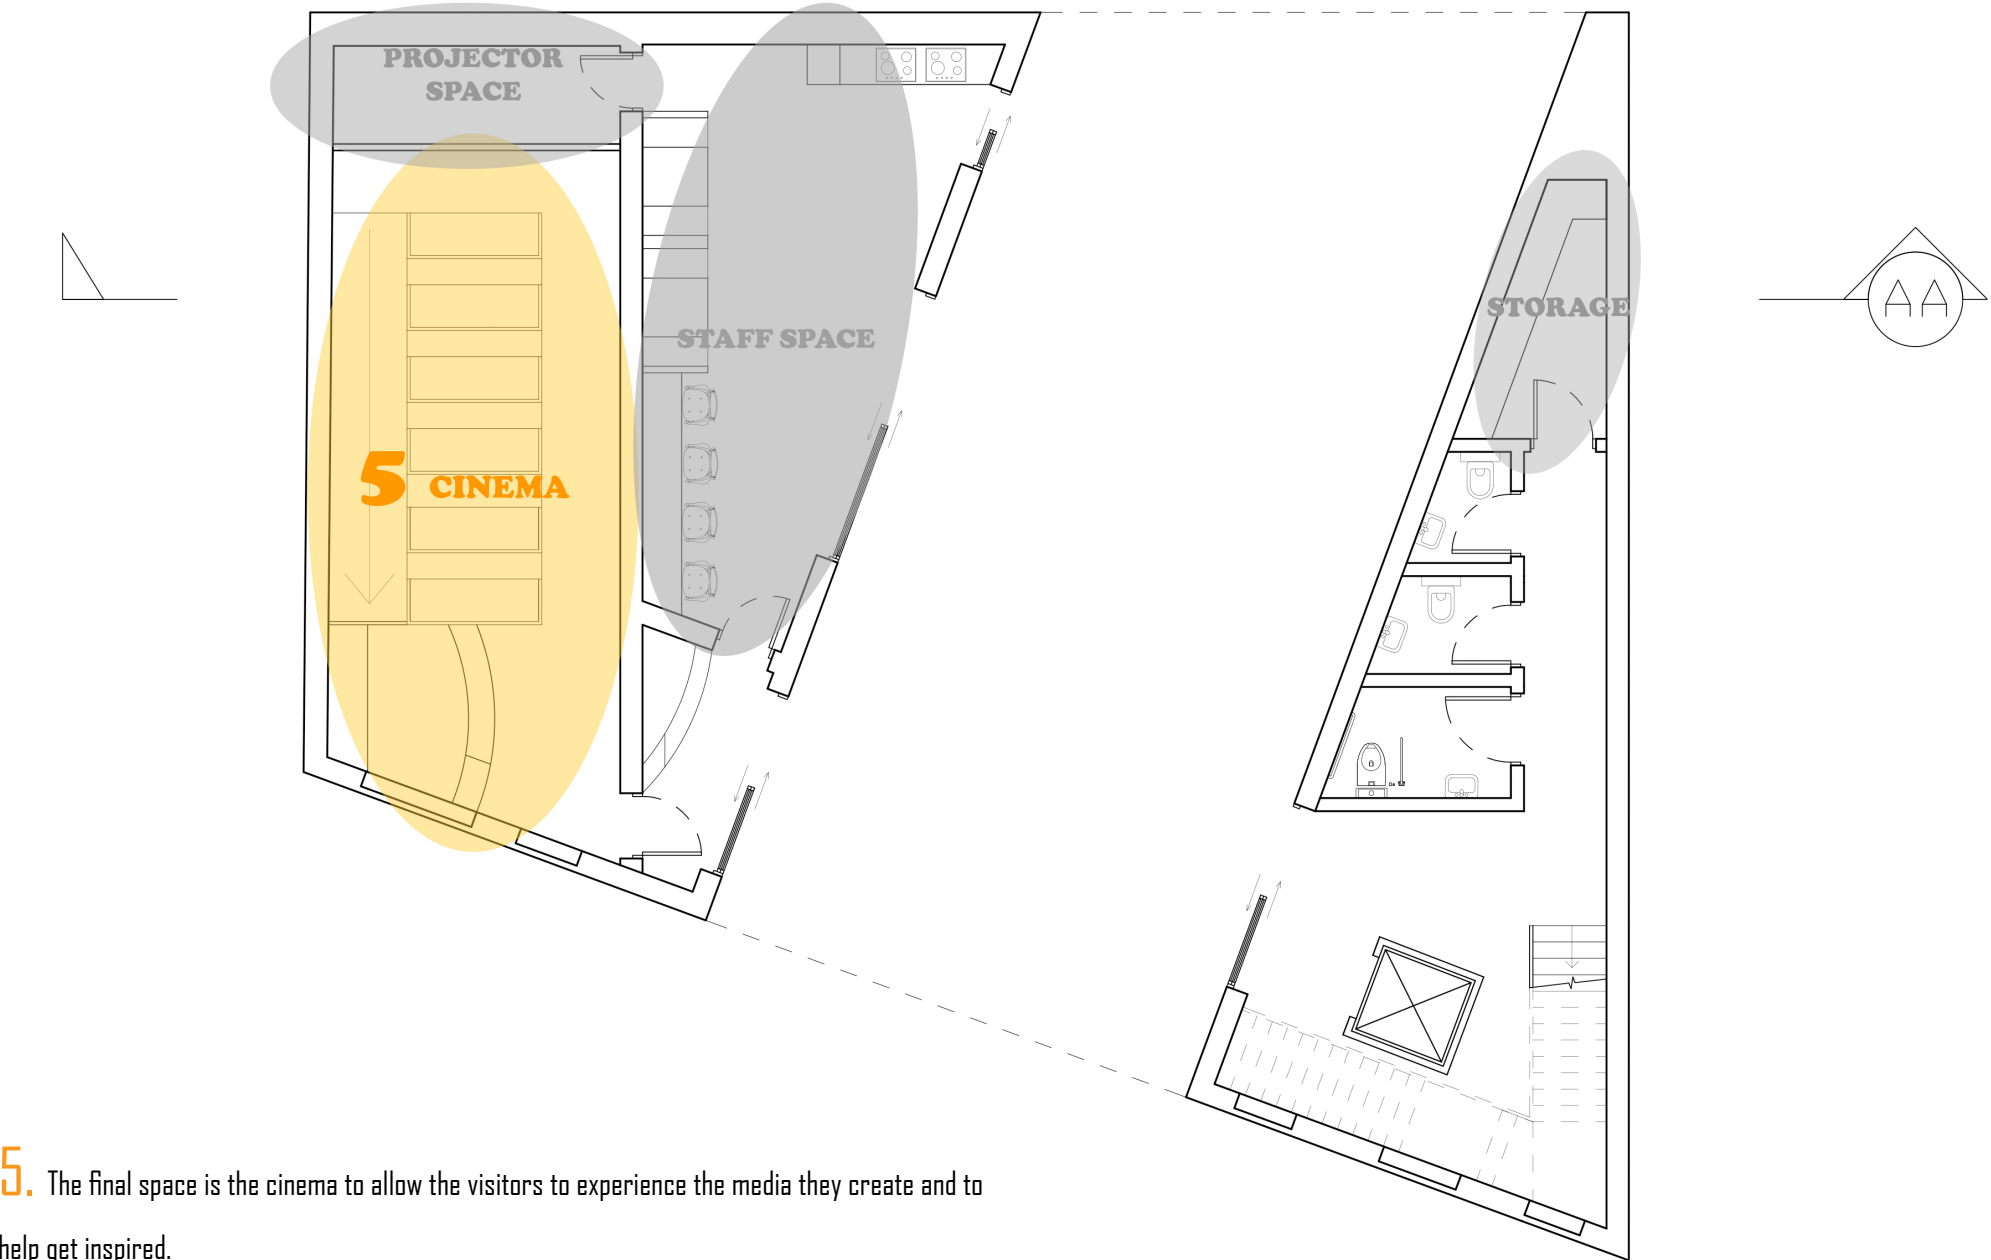 PROJECTOR
SPACE
STAFF SPACE
STORAGE
5 CINEMA
AA
5. The final space is the cinema to allow the visitors to experience the media they create and to
help get inspired.